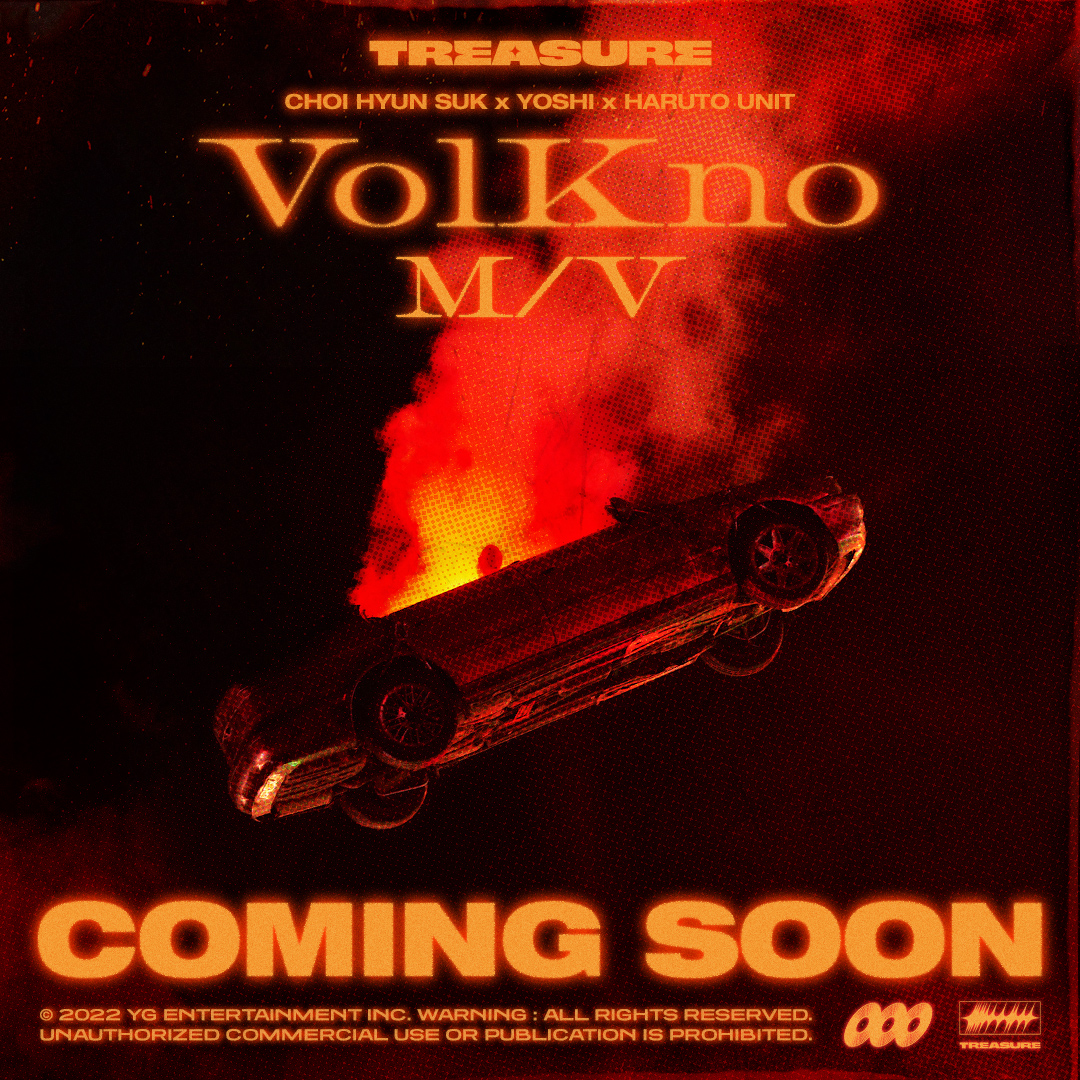 TREASURE
CHOI HYUN SUK x YOSHI x HARUTO UNIT
VolKno
M/V
COMING SOON
© 2022 YG ENTERTAINMENT INC. WARNING : ALL RIGHTS RESERVED.
UNAUTHORIZED COMMERCIAL USE OR PUBLICATION IS PROHIBITED.
TREASURE